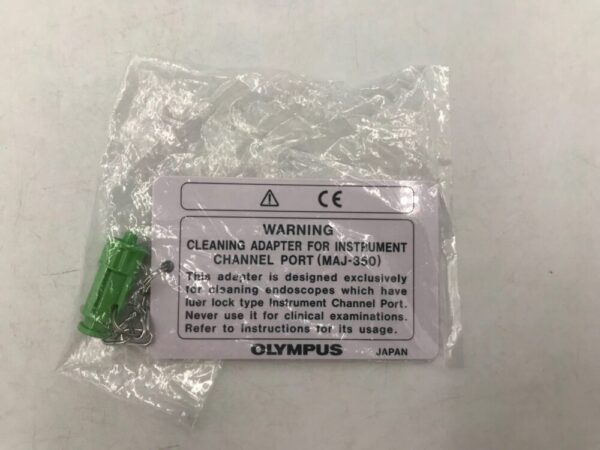 CE
WARNING
CLEANING ADAPTER FOR INSTRUMENT
CHANNEL PORT (MAJ-350)
This adapter is designed exclusively
for cleaning endoscopes which have
luer lock type Instrument Channel Port.
Never use it for clinical examinations.
Refer to instructions for its usage.
OLYMPUS JAPAN